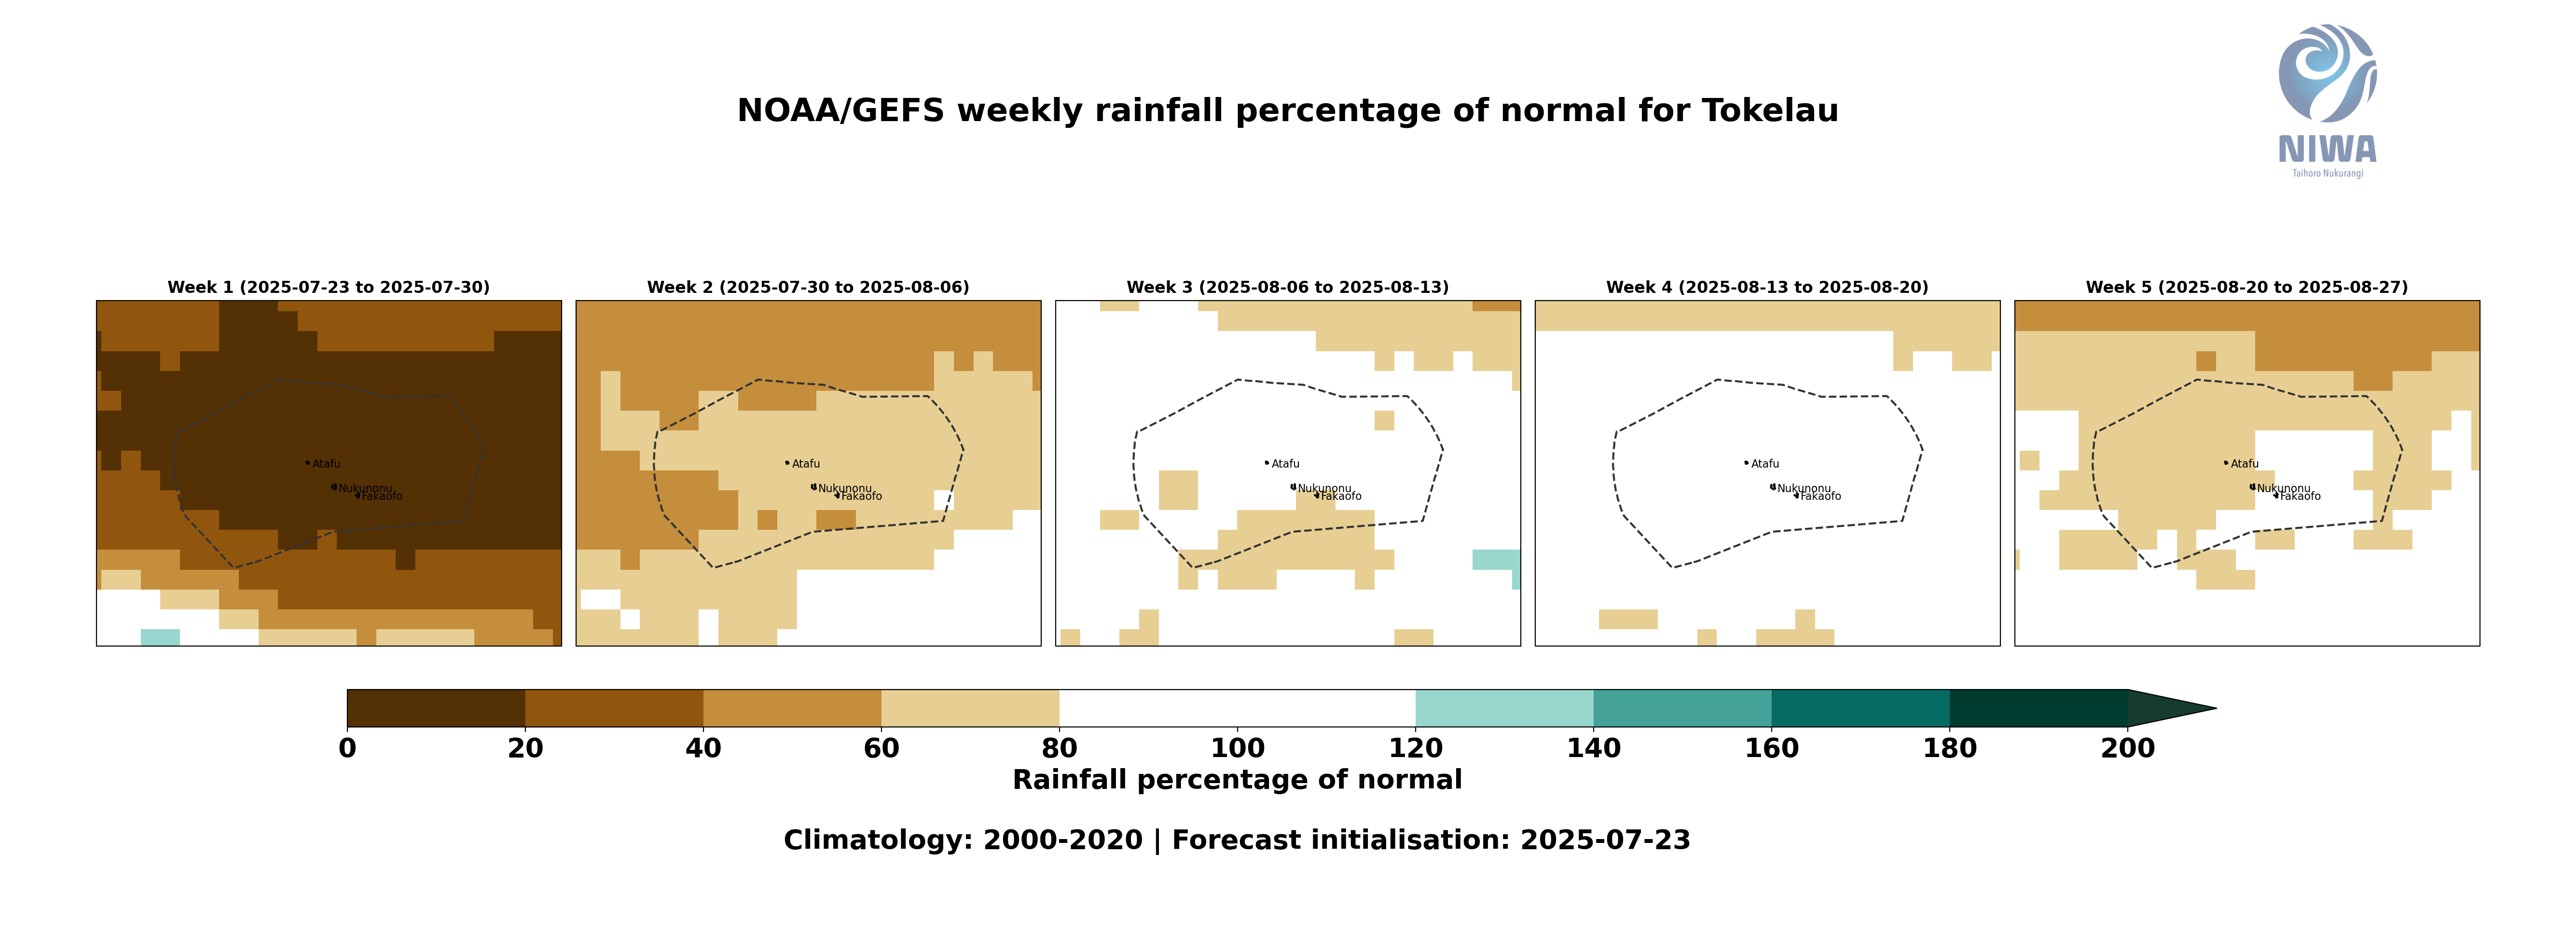 NOAA/GEFS weekly rainfall percentage of normal for Tokelau
NIWA
Taihoro Nukurangi
Week 1 (2025-07-23 to 2025-07-30)
Week 2 (2025-07-30 to 2025-08-06)
Week 3 (2025-08-06 to 2025-08-13)
Week 4 (2025-08-13 to 2025-08-20)
Week 5 (2025-08-20 to 2025-08-27)
Atafu
Nukunonu
Fakaofo
Atafu
Nukunonu
Fakaofo
Atafu
Nukunonu
Fakaofo
Atafu
Nukunonu
Fakaofo
Atafu
Nukunonu
Fakaofo
0 20 40 60 80 100 120 140 160 180 200
Rainfall percentage of normal
Climatology: 2000-2020 | Forecast initialisation: 2025-07-23